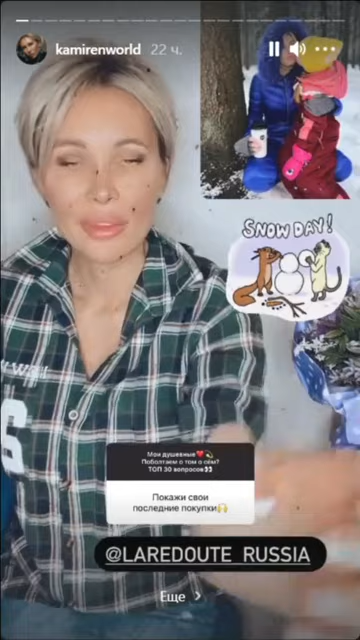 kamirenworld 22 ч.
SNOW DAY!
Мои душевные❤️💫
Поболтаем о том о сём?
ТОП 30 вопросов👀
Покажи свои
последние покупки🙌
@LAREDOUTE_RUSSIA
Еще